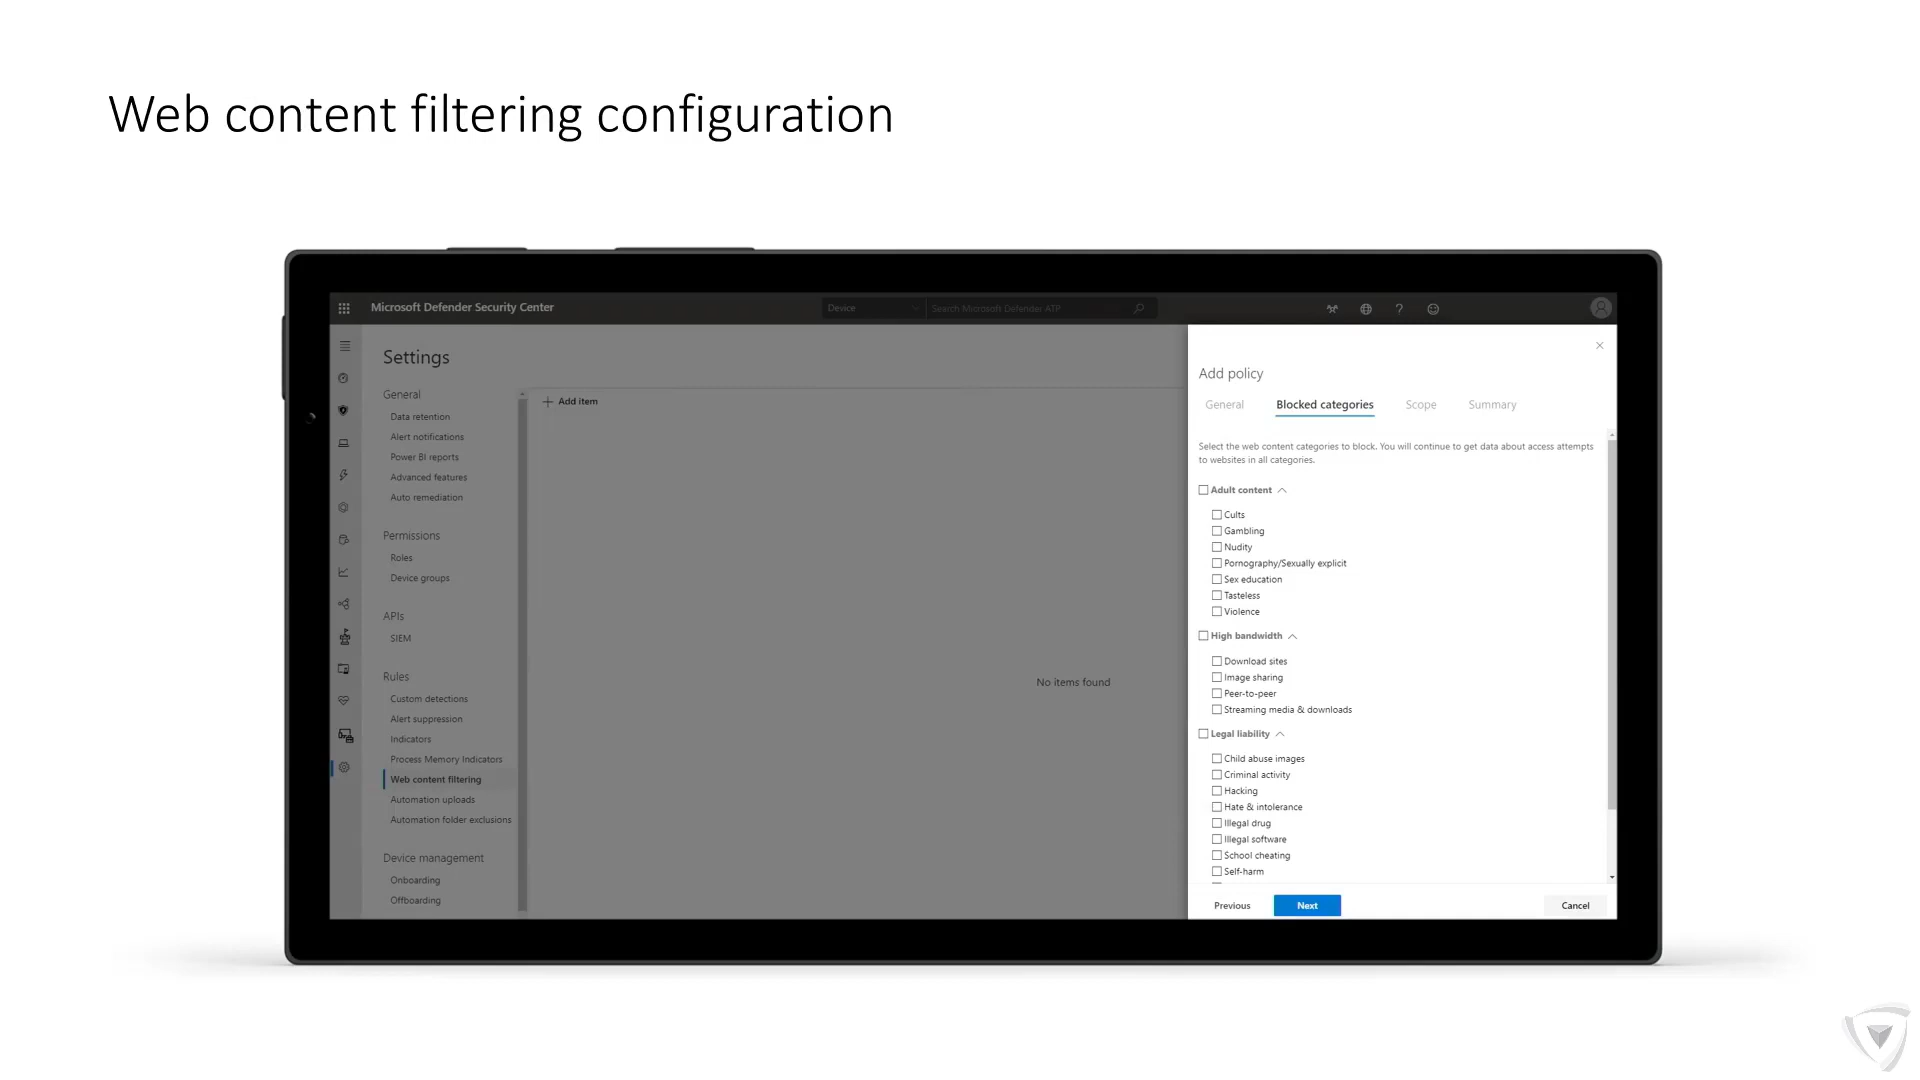 Web content filtering configuration
Microsoft Defender Security Center
Device
Search Microsoft Defender ATP
?
Settings
General
Data retention
Alert notifications
Power BI reports
Advanced features
Auto remediation
Permissions
Roles
Device groups
APIs
SIEM
Rules
Custom detections
Alert suppression
Indicators
Process Memory Indicators
Web content filtering
Automation uploads
Automation folder exclusions
Device management
Onboarding
Offboarding
Add item
No items found
Add policy
General Blocked categories Scope Summary
Select the web content categories to block. You will continue to get data about access attempts
to websites in all categories.
Adult content
Cults
Gambling
Nudity
Pornography/Sexually explicit
Sex education
Tasteless
Violence
High bandwidth
Download sites
Image sharing
Peer-to-peer
Streaming media & downloads
Legal liability
Child abuse images
Criminal activity
Hacking
Hate & intolerance
Illegal drug
Illegal software
School cheating
Self-harm
Previous Next Cancel